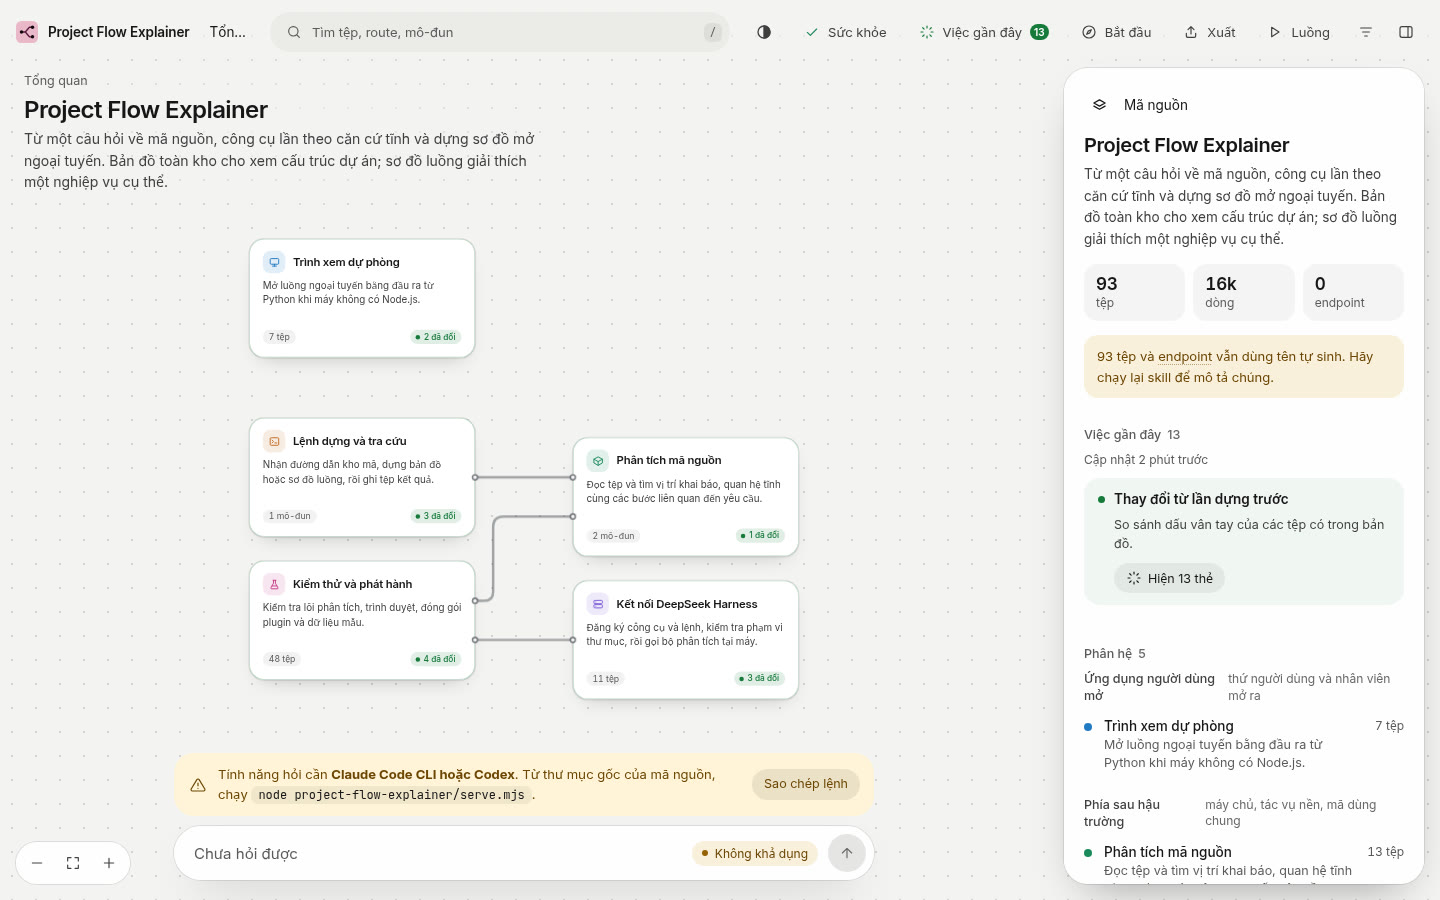 Project Flow Explainer
Tổn...
Tìm tệp, route, mô-đun
/
Sức khỏe
Việc gần đây 13
Bắt đầu
Xuất
Luồng
Tổng quan
Project Flow Explainer
Từ một câu hỏi về mã nguồn, công cụ lần theo căn cứ tĩnh và dựng sơ đồ mở
ngoại tuyến. Bản đồ toàn kho cho xem cấu trúc dự án; sơ đồ luồng giải thích
một nghiệp vụ cụ thể.
Trình xem dự phòng
Mở luồng ngoại tuyến bằng đầu ra từ
Python khi máy không có Node.js.
7 tệp
2 đã đổi
Lệnh dựng và tra cứu
Nhận đường dẫn kho mã, dựng bản đồ
hoặc sơ đồ luồng, rồi ghi tệp kết quả.
1 mô-đun
3 đã đổi
Phân tích mã nguồn
Đọc tệp và tìm vị trí khai báo, quan hệ tĩnh
cùng các bước liên quan đến yêu cầu.
2 mô-đun
1 đã đổi
Kiểm thử và phát hành
Kiểm tra lõi phân tích, trình duyệt, đóng gói
plugin và dữ liệu mẫu.
48 tệp
4 đã đổi
Kết nối DeepSeek Harness
Đăng ký công cụ và lệnh, kiểm tra phạm vi
thư mục, rồi gọi bộ phân tích tại máy.
11 tệp
3 đã đổi
Tính năng hỏi cần Claude Code CLI hoặc Codex. Từ thư mục gốc của mã nguồn,
chạy node project-flow-explainer/serve.mjs.
Sao chép lệnh
Chưa hỏi được
Không khả dụng
Mã nguồn
Project Flow Explainer
Từ một câu hỏi về mã nguồn, công cụ lần theo
căn cứ tĩnh và dựng sơ đồ mở ngoại tuyến. Bản
đồ toàn kho cho xem cấu trúc dự án; sơ đồ luồng
giải thích một nghiệp vụ cụ thể.
93
tệp
16k
dòng
0
endpoint
93 tệp và endpoint vẫn dùng tên tự sinh. Hãy
chạy lại skill để mô tả chúng.
Việc gần đây 13
Cập nhật 2 phút trước
Thay đổi từ lần dựng trước
So sánh dấu vân tay của các tệp có trong bản
đồ.
Hiện 13 thẻ
Phân hệ 5
Ứng dụng người dùng
mở
thứ người dùng và nhân viên
mở ra
Trình xem dự phòng
7 tệp
Mở luồng ngoại tuyến bằng đầu ra từ
Python khi máy không có Node.js.
Phía sau hậu
trường
máy chủ, tác vụ nền, mã dùng
chung
Phân tích mã nguồn
13 tệp
Đọc tệp và tìm vị trí khai báo, quan hệ tĩnh